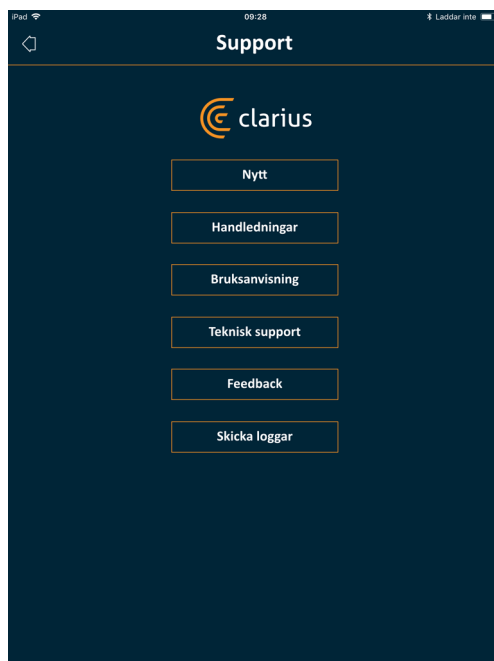 iPad 09:28 Laddar inte
Support
clarius
Nytt
Handledningar
Bruksanvisning
Teknisk support
Feedback
Skicka loggar